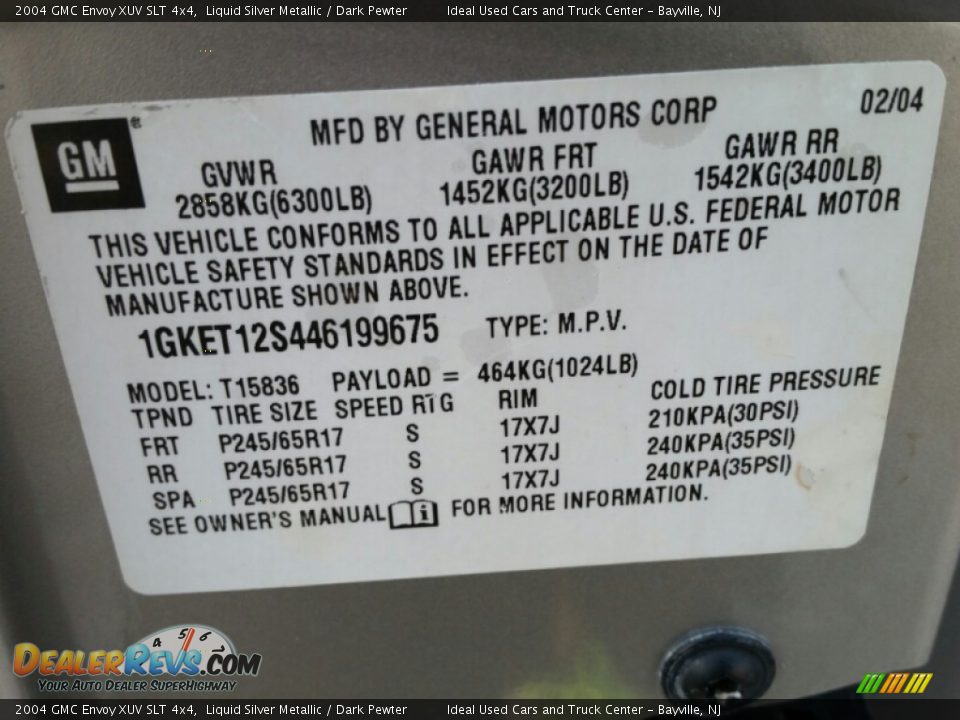 2004 GMC Envoy XUV SLT 4x4, Liquid Silver Metallic / Dark Pewter Ideal Used Cars and Truck Center - Bayville, NJ
02/04
GM®
MFD BY GENERAL MOTORS CORP
GVWR GAWR FRT GAWR RR
2858KG(6300LB) 1452KG(3200LB) 1542KG(3400LB)
THIS VEHICLE CONFORMS TO ALL APPLICABLE U.S. FEDERAL MOTOR
VEHICLE SAFETY STANDARDS IN EFFECT ON THE DATE OF
MANUFACTURE SHOWN ABOVE.
1GKET12S446199675 TYPE: M.P.V.
MODEL: T15836 PAYLOAD = 464KG(1024LB)
TPND TIRE SIZE SPEED RTG RIM COLD TIRE PRESSURE
FRT P245/65R17 S 17X7J 210KPA(30PSI)
RR P245/65R17 S 17X7J 240KPA(35PSI)
SPA P245/65R17 S 17X7J 240KPA(35PSI)
SEE OWNER'S MANUAL i FOR MORE INFORMATION.
4 5 6 7
DEALERREVS.COM
YOUR AUTO DEALER SUPERHIGHWAY
2004 GMC Envoy XUV SLT 4x4, Liquid Silver Metallic / Dark Pewter Ideal Used Cars and Truck Center - Bayville, NJ